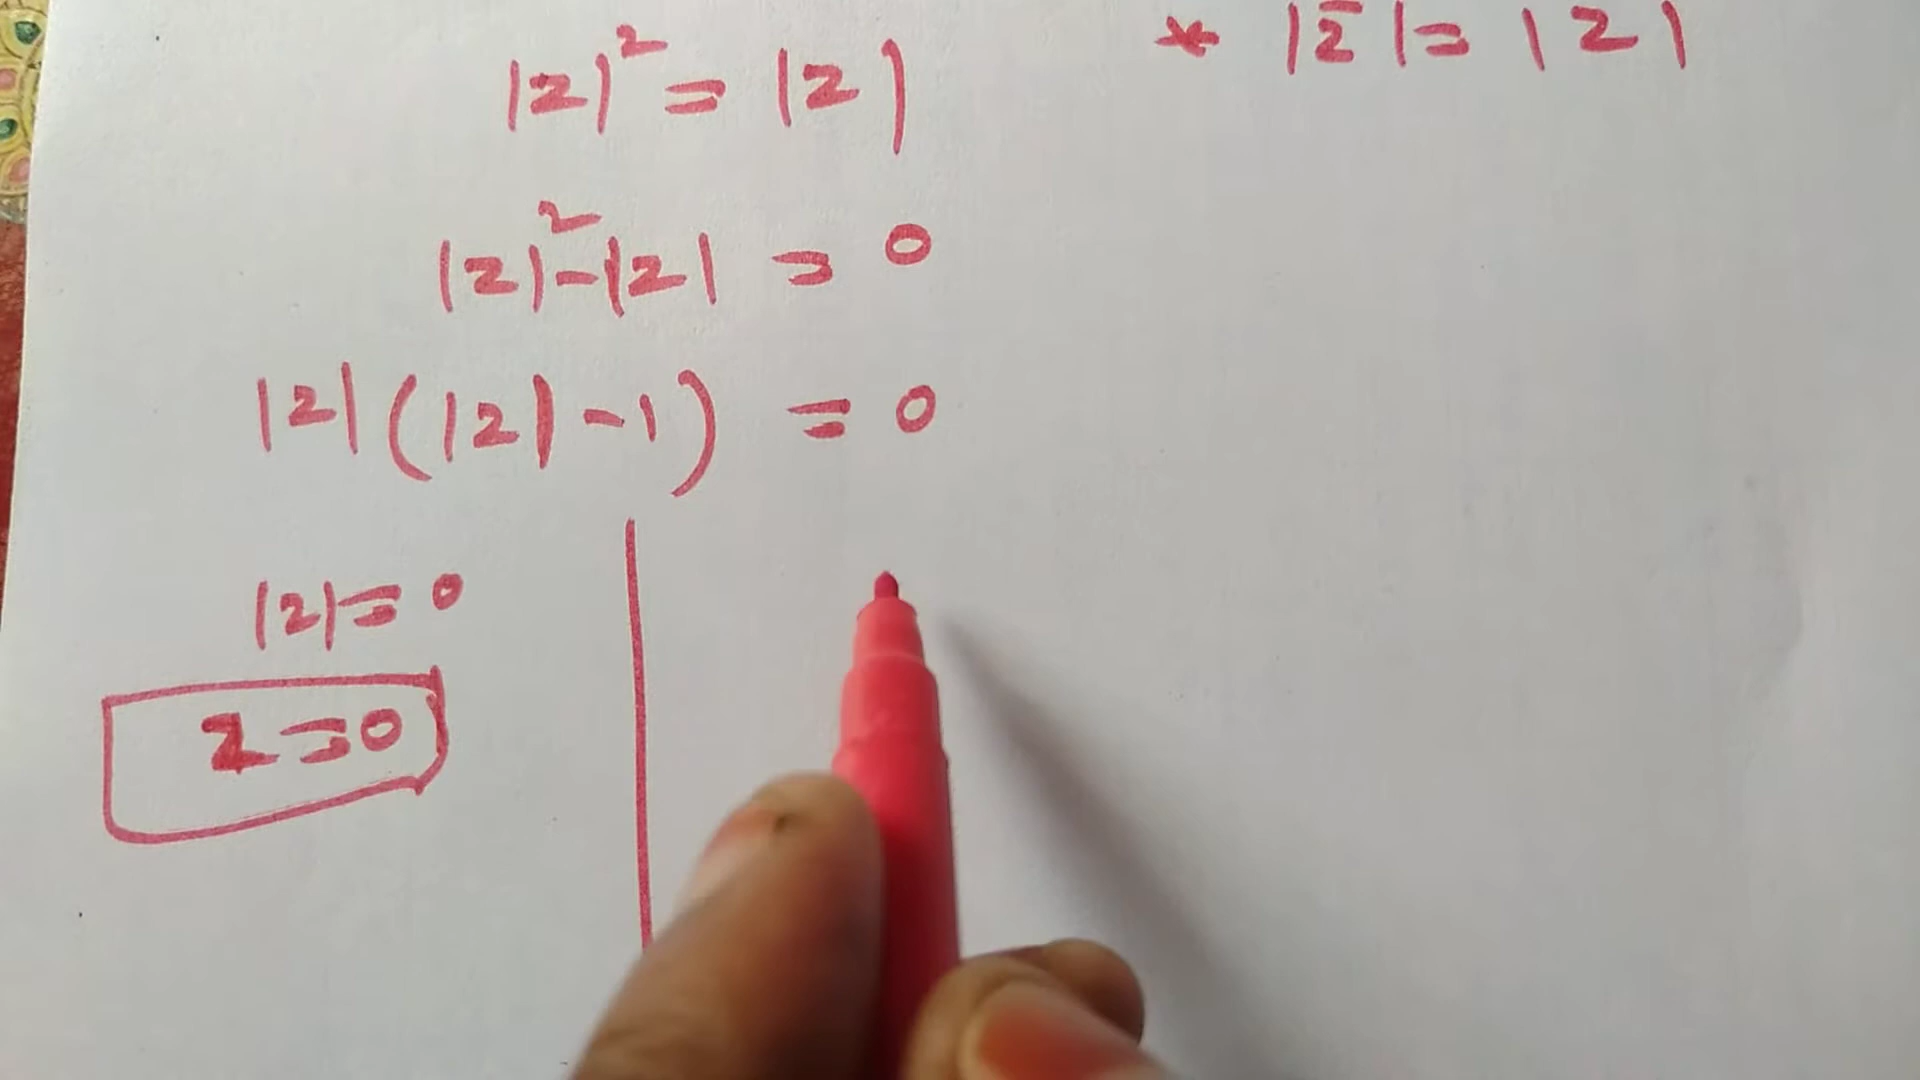 |z|² = |z|
* |z̄| = |z|
|z|² - |z| = 0
|z| (|z| - 1) = 0
|z| = 0
z = 0